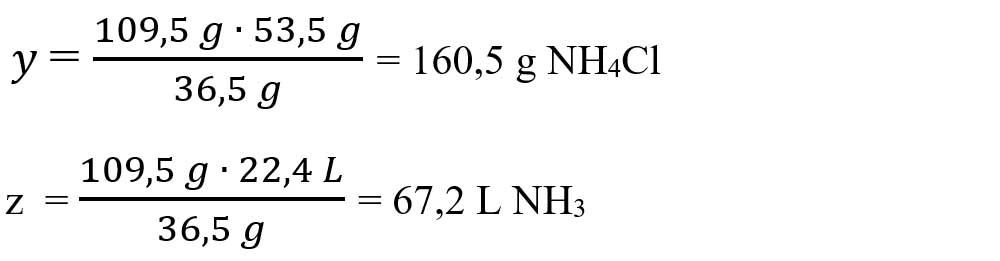 y = 109,5 g · 53,5 g / 36,5 g = 160,5 g NH₄Cl
z = 109,5 g · 22,4 L / 36,5 g = 67,2 L NH₃